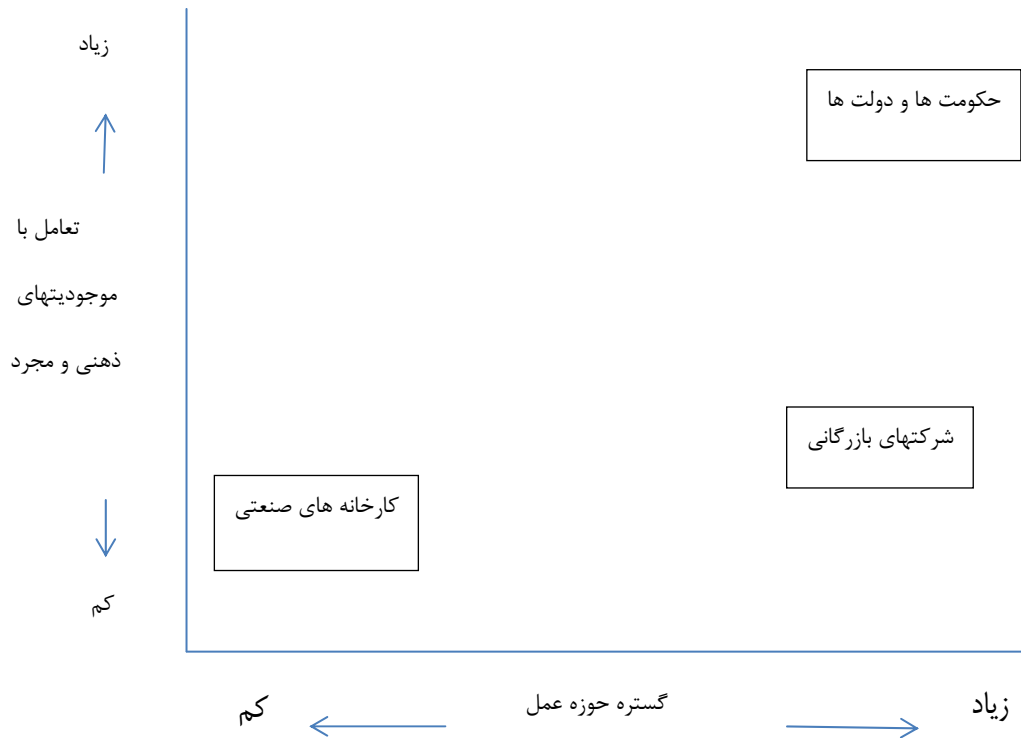 زیاد
حکومت ها و دولت ها
تعامل با
موجودیتهای
ذهنی و مجرد
شرکتهای بازرگانی
کارخانه های صنعتی
کم
زیاد
گستره حوزه عمل
کم